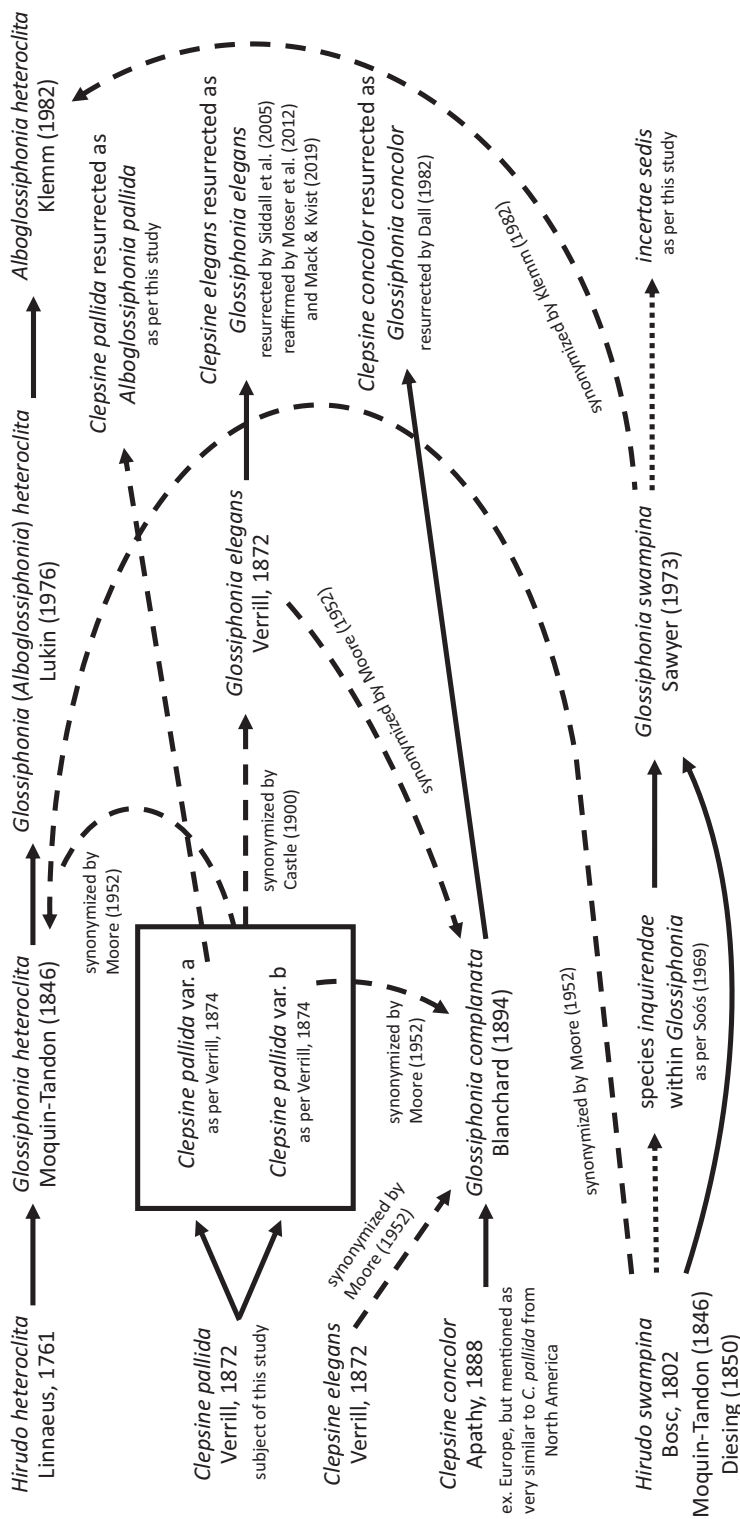 Hirudo heteroclita
Linnaeus, 1761
Glossiphonia heteroclita
Moquin-Tandon (1846)
Glossiphonia (Alboglossiphonia) heteroclita
Lukin (1976)
Alboglossiphonia heteroclita
Klemm (1982)
synonymized by
Moore (1952)
Clepsine pallida resurrected as
Alboglossiphonia pallida
as per this study
Clepsine pallida
Verrill, 1872
subject of this study
Clepsine pallida var. a
as per Verrill, 1874
Clepsine pallida var. b
as per Verrill, 1874
synonymized by
Castle (1900)
Glossiphonia elegans
Verrill, 1872
Clepsine elegans resurrected as
Glossiphonia elegans
resurrected by Siddall et al. (2005)
reaffirmed by Moser et al. (2012)
and Mack & Kvist (2019)
Clepsine elegans
Verrill, 1872
synonymized by
Moore (1952)
synonymized by
Moore (1952)
synonymized by Moore (1952)
Clepsine concolor resurrected as
Glossiphonia concolor
resurrected by Dall (1982)
Clepsine concolor
Apathy, 1888
ex. Europe, but mentioned as
very similar to C. pallida from
North America
Glossiphonia complanata
Blanchard (1894)
synonymized by Moore (1952)
synonymized by Klemm (1982)
Hirudo swampina
Bosc, 1802
Moquin-Tandon (1846)
Diesing (1850)
species inquirendae
within Glossiphonia
as per Soós (1969)
Glossiphonia swampina
Sawyer (1973)
incertae sedis
as per this study